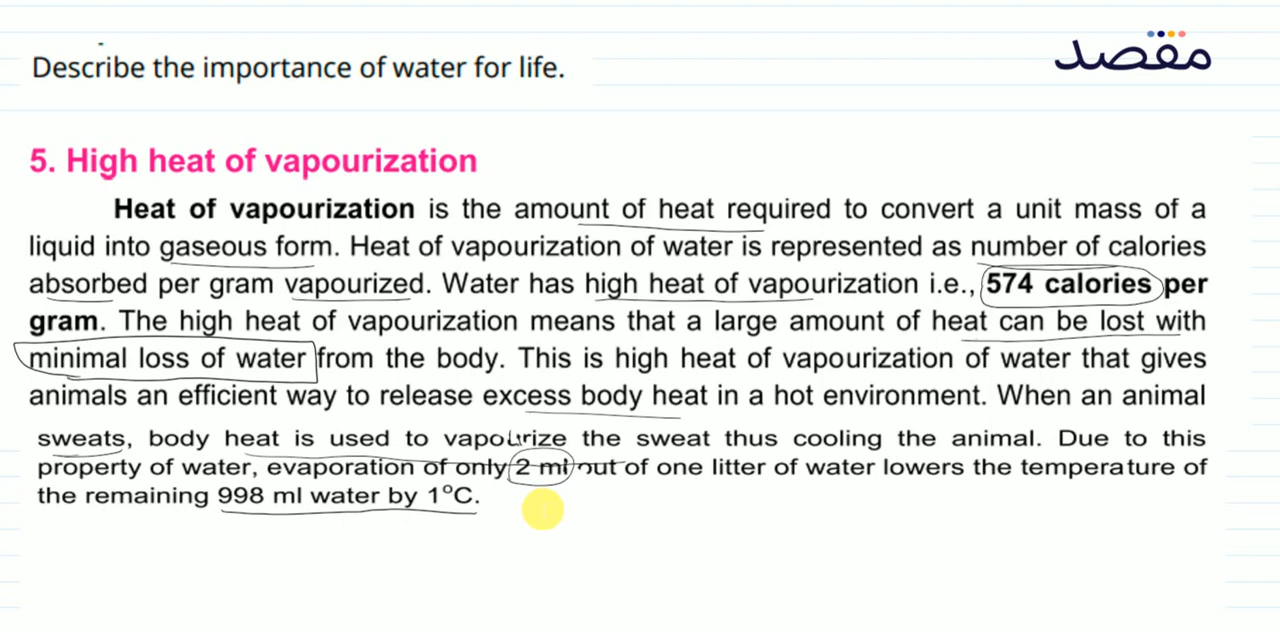 Describe the importance of water for life.
مقصد
5. High heat of vapourization
Heat of vapourization is the amount of heat required to convert a unit mass of a
liquid into gaseous form. Heat of vapourization of water is represented as number of calories
absorbed per gram vapourized. Water has high heat of vapourization i.e., 574 calories per
gram. The high heat of vapourization means that a large amount of heat can be lost with
minimal loss of water from the body. This is high heat of vapourization of water that gives
animals an efficient way to release excess body heat in a hot environment. When an animal
sweats, body heat is used to vapourize the sweat thus cooling the animal. Due to this
property of water, evaporation of only 2 ml out of one litter of water lowers the temperature of
the remaining 998 ml water by 1°C.